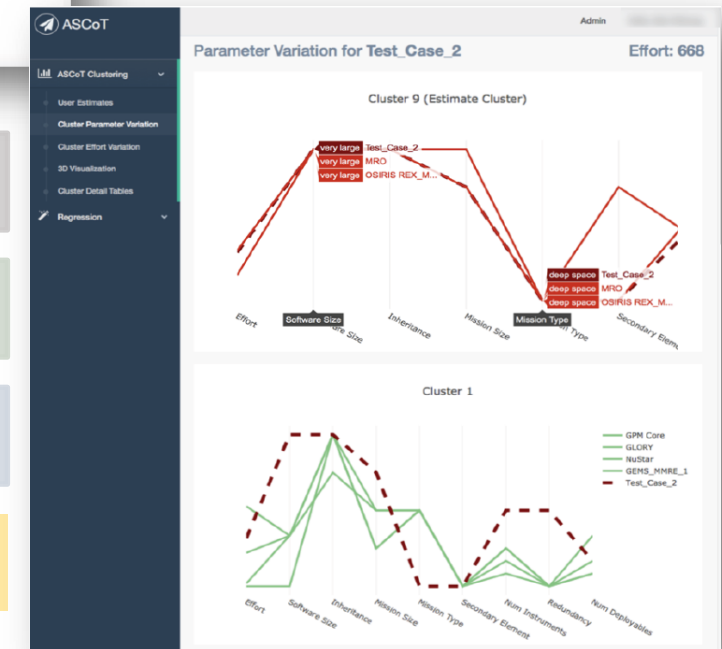 ASCoT
Admin
Parameter Variation for Test_Case_2
Effort: 668
ASCoT Clustering
User Estimates
Cluster Parameter Variation
Cluster Effort Variation
3D Visualization
Cluster Detail Tables
Regression
Cluster 9 (Estimate Cluster)
very large Test_Case_2
very large MRO
very large OSIRIS REX_M...
deep space Test_Case_2
deep space MRO
deep space OSIRIS REX_M...
Effort
Software Size
Inheritance
Mission Size
Mission Type
Cluster 1
GPM Core
GLORY
NuStar
GEMS_MMRE_1
Test_Case_2
Effort
Software Size
Inheritance
Mission Size
Mission Type
Secondary Element
Num Instruments
Redundancy
Num Deployables